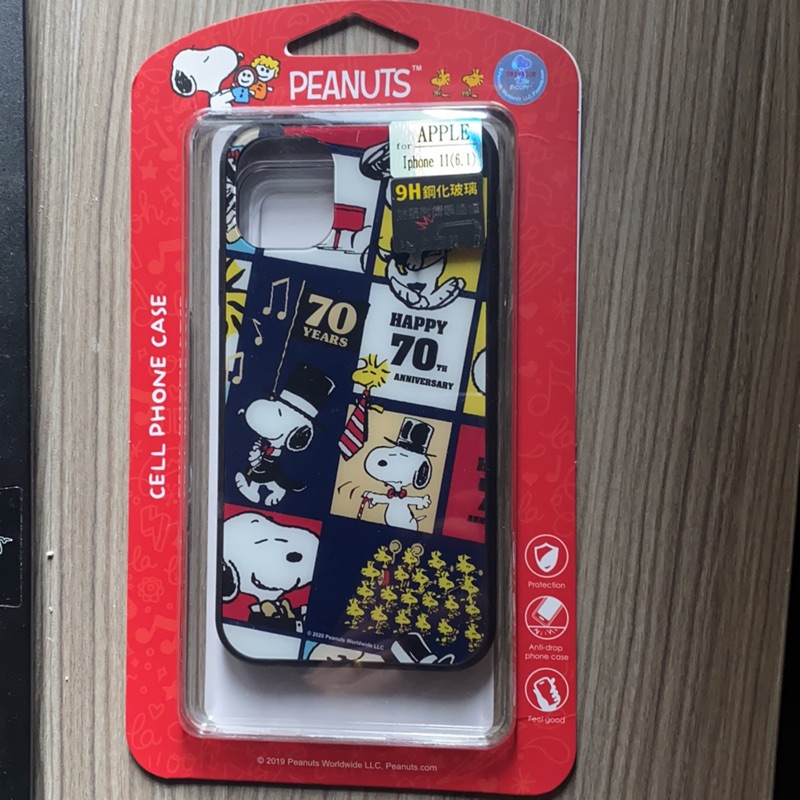 PEANUTS™
for APPLE
Iphone 11(6.1)
9H鋼化玻璃
70
YEARS
HAPPY
70TH
ANNIVERSARY
CELL PHONE CASE
Protection
Anti-drop
phone case
Feel good
© 2020 Peanuts Worldwide LLC
© 2019 Peanuts Worldwide LLC, Peanuts.com